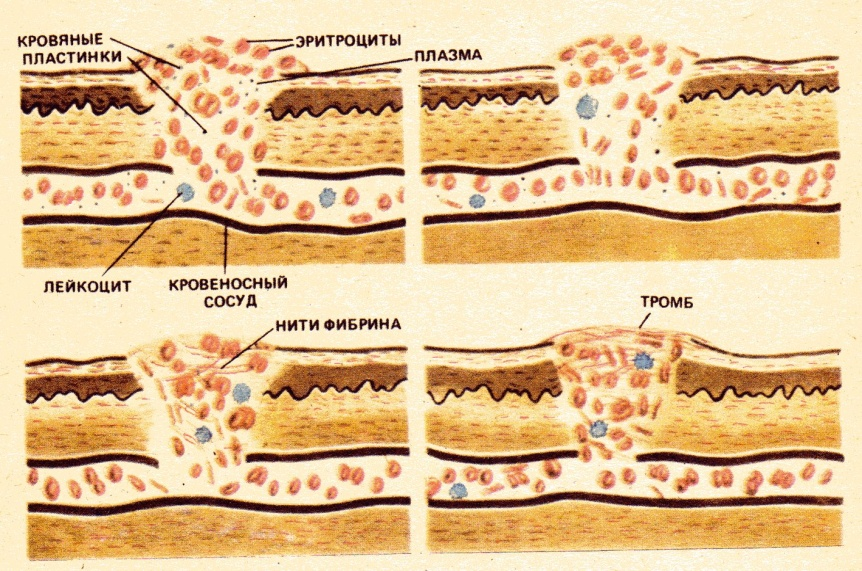 КРОВЯНЫЕ
ПЛАСТИНКИ
ЭРИТРОЦИТЫ
ПЛАЗМА
ЛЕЙКОЦИТ
КРОВЕНОСНЫЙ
СОСУД
НИТИ ФИБРИНА
ТРОМБ